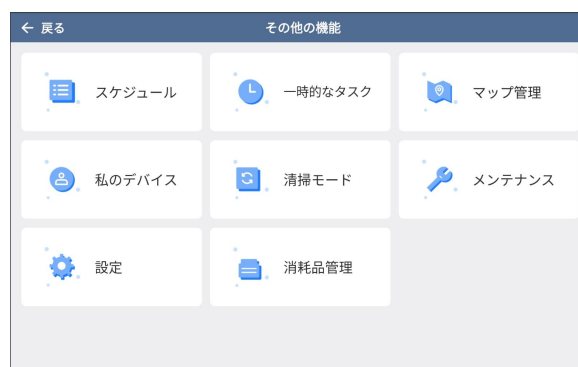 ← 戻る
その他の機能
スケジュール
一時的なタスク
マップ管理
私のデバイス
清掃モード
メンテナンス
設定
消耗品管理